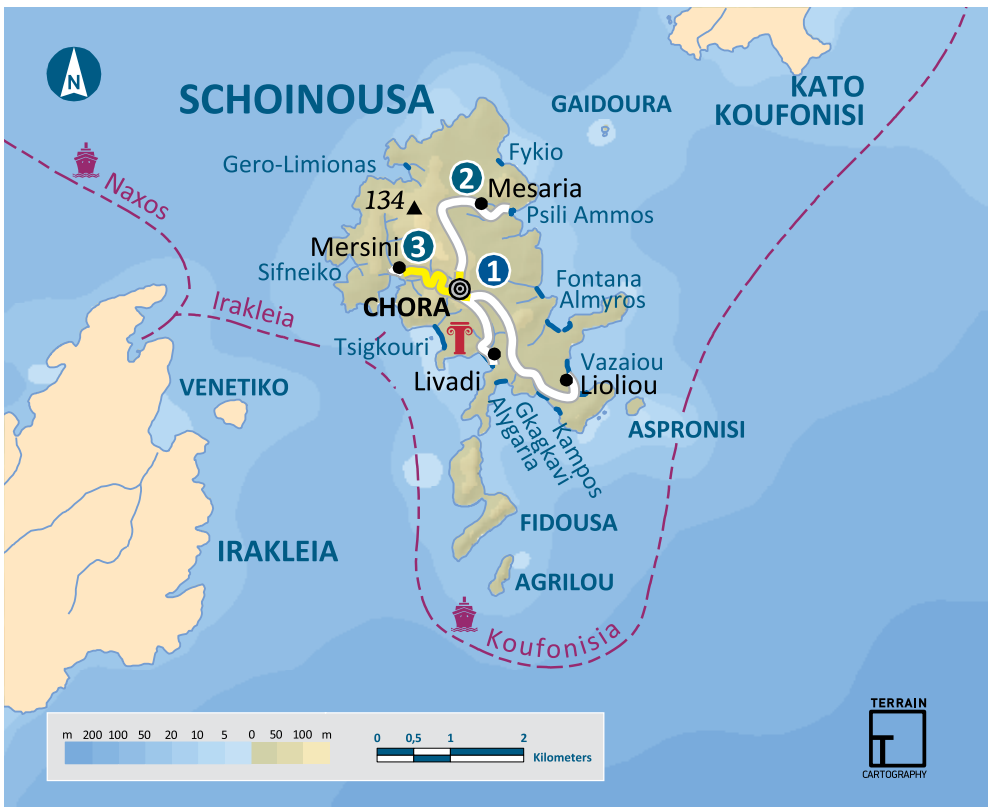 N
SCHOINOUSA
GAIDOURA
KATO
KOUFONISI
Gero-Limionas
Fykio
Naxos
2
Mesaria
134
Psili Ammos
Mersini
3
Sifneiko
1
Fontana
Almyros
CHORA
Irakleia
Tsigkouri
Vazaiou
Livadi
Lioliou
VENETIKO
Alygaria
Gkagkavi
Kampos
ASPRONISI
FIDOUSA
IRAKLEIA
AGRILOU
Koufonisia
m 200 100 50 20 10 5 0 50 100 m
0 0,5 1 2
Kilometers
TERRAIN
T
CARTOGRAPHY